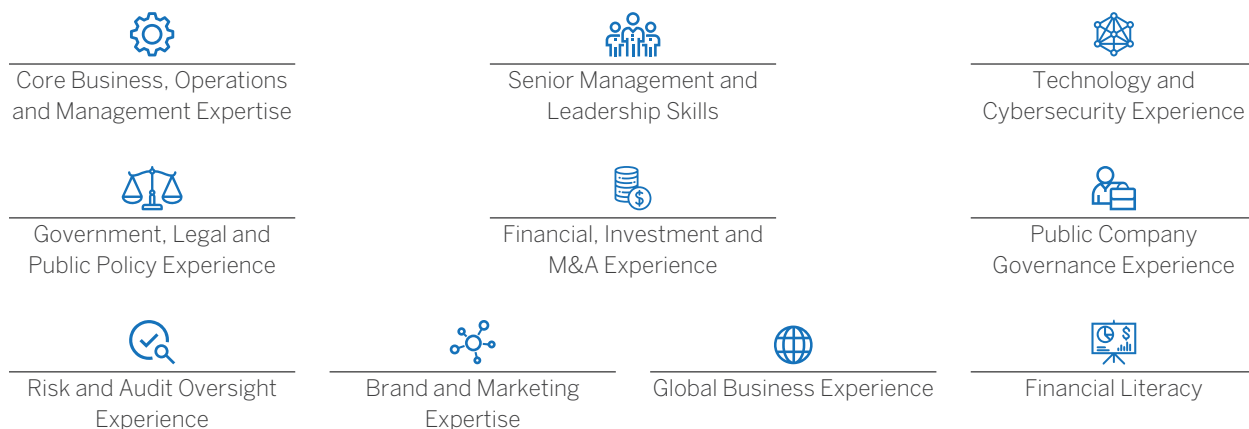 Core Business, Operations
and Management Expertise
Senior Management and
Leadership Skills
Technology and
Cybersecurity Experience
Government, Legal and
Public Policy Experience
$
Financial, Investment and
M&A Experience
Public Company
Governance Experience
Risk and Audit Oversight
Experience
Brand and Marketing
Expertise
Global Business Experience
$
Financial Literacy